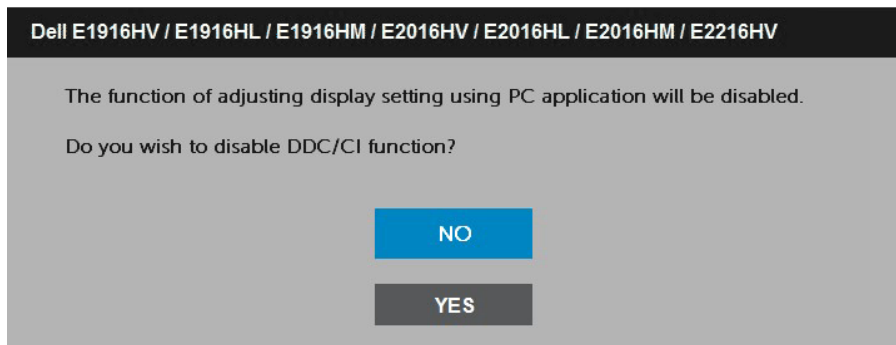 Dell E1916HV / E1916HL / E1916HM / E2016HV / E2016HL / E2016HM / E2216HV
The function of adjusting display setting using PC application will be disabled.
Do you wish to disable DDC/CI function?
NO
YES